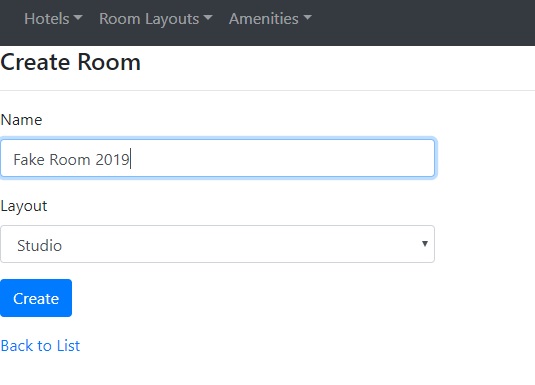 Hotels Room Layouts Amenities
Create Room
Name
Fake Room 2019
Layout
Studio
Create
Back to List